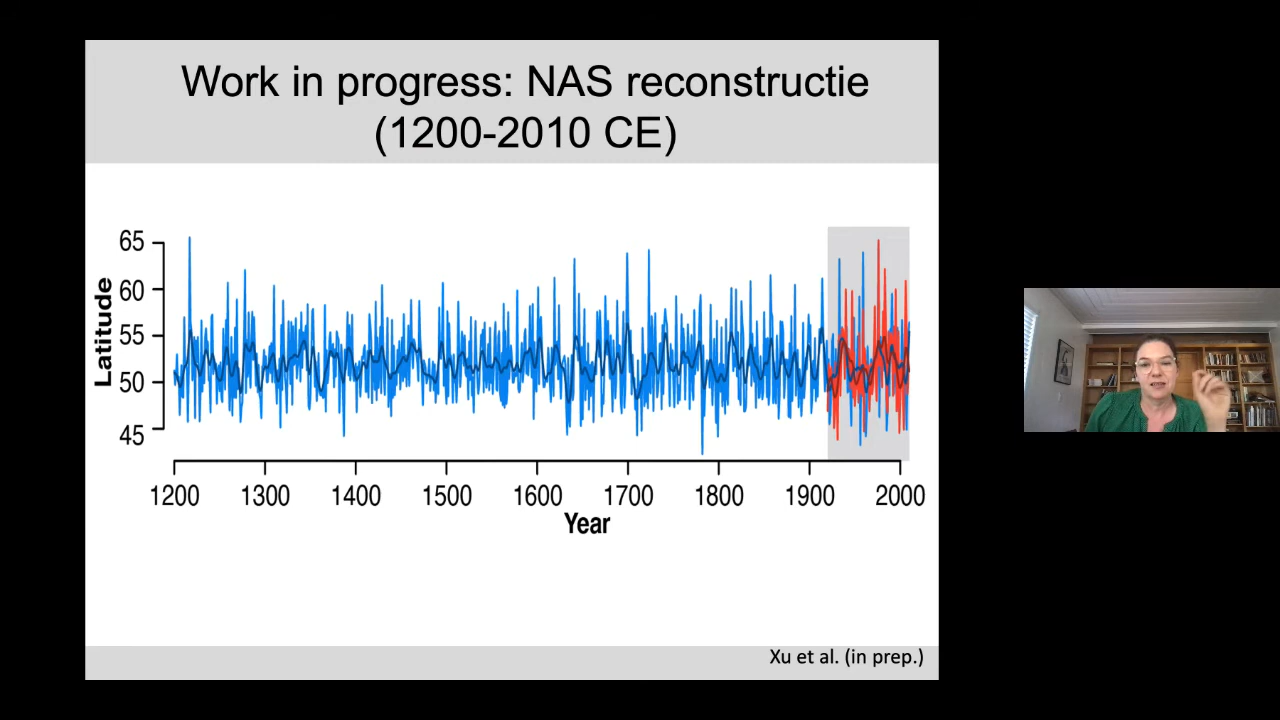 Work in progress: NAS reconstructie
(1200-2010 CE)
65
60
55
50
45
Latitude
1200 1300 1400 1500 1600 1700 1800 1900 2000
Year
Xu et al. (in prep.)